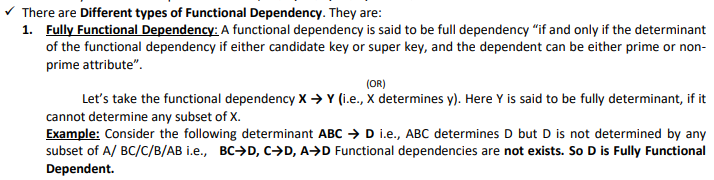 ✓ There are Different types of Functional Dependency. They are:
1. Fully Functional Dependency: A functional dependency is said to be full dependency “if and only if the determinant
of the functional dependency if either candidate key or super key, and the dependent can be either prime or non-
prime attribute”.
(OR)
Let’s take the functional dependency X → Y (i.e., X determines y). Here Y is said to be fully determinant, if it
cannot determine any subset of X.
Example: Consider the following determinant ABC → D i.e., ABC determines D but D is not determined by any
subset of A/ BC/C/B/AB i.e., BC→D, C→D, A→D Functional dependencies are not exists. So D is Fully Functional
Dependent.